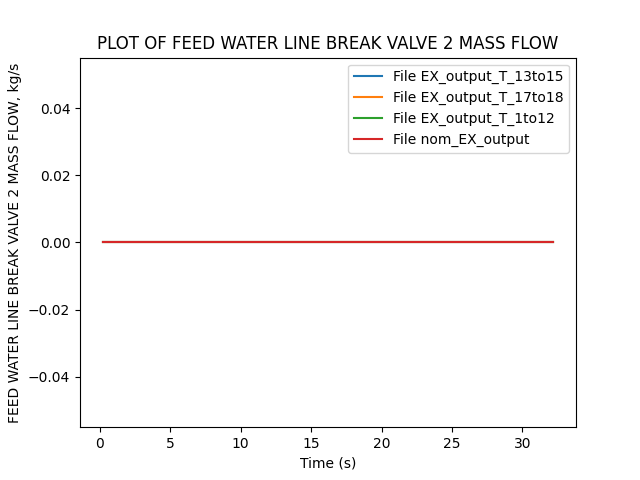 PLOT OF FEED WATER LINE BREAK VALVE 2 MASS FLOW
File EX_output_T_13to15
File EX_output_T_17to18
File EX_output_T_1to12
File nom_EX_output
FEED WATER LINE BREAK VALVE 2 MASS FLOW, kg/s
0.04
0.02
0.00
−0.02
−0.04
0 5 10 15 20 25 30
Time (s)